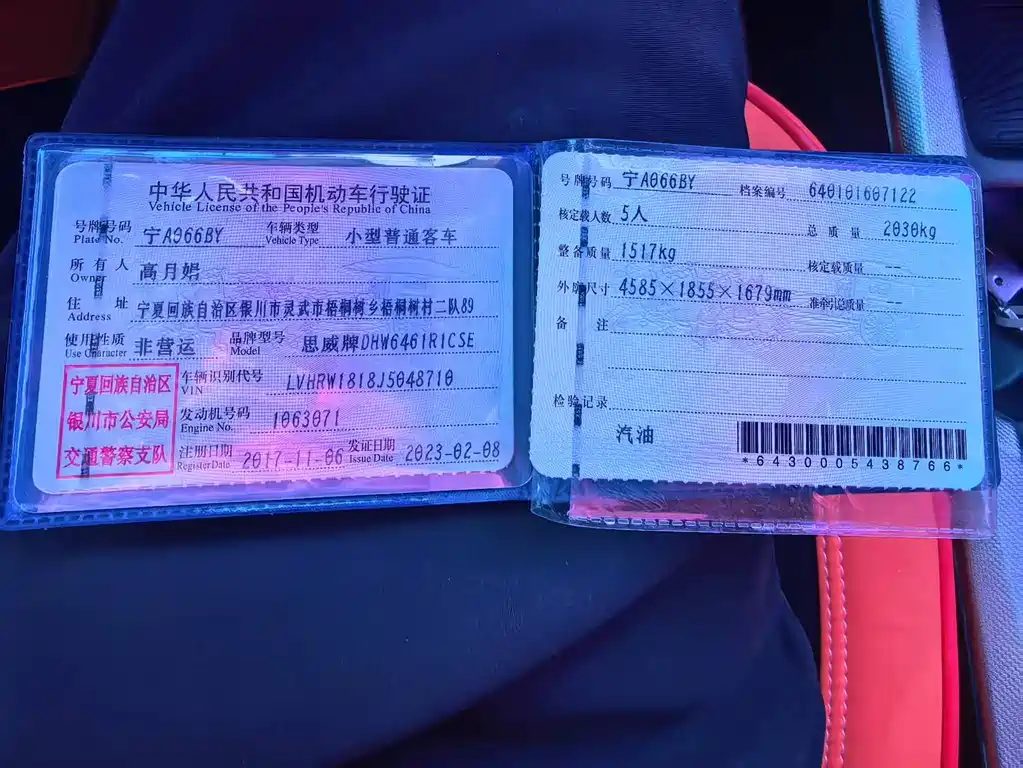 中华人民共和国机动车行驶证
Vehicle License of the People's Republic of China
号牌号码 宁A966BY 车辆类型 小型普通客车
Plate No. Vehicle Type
所有人 高月娟
Owner
住址 宁夏回族自治区银川市灵武市梧桐树乡梧桐树村二队89
Address
使用性质 非营运 品牌型号 思威牌DHW6461R1CSE
Use Character Model
宁夏回族自治区
银川市公安局
交通警察支队
车辆识别代号 LVHRW1818J5048710
VIN
发动机号码 1063071
Engine No.
注册日期 2017-11-06 发证日期 2023-02-08
Register Date Issue Date
号牌号码 宁A066BY 档案编号 640101607122
核定载人数 5人 总质量 2030kg
整备质量 1517kg 核定载质量 --
外廓尺寸 4585×1855×1679mm 准牵引总质量 --
备注
检验记录
汽油
*6430005438766*